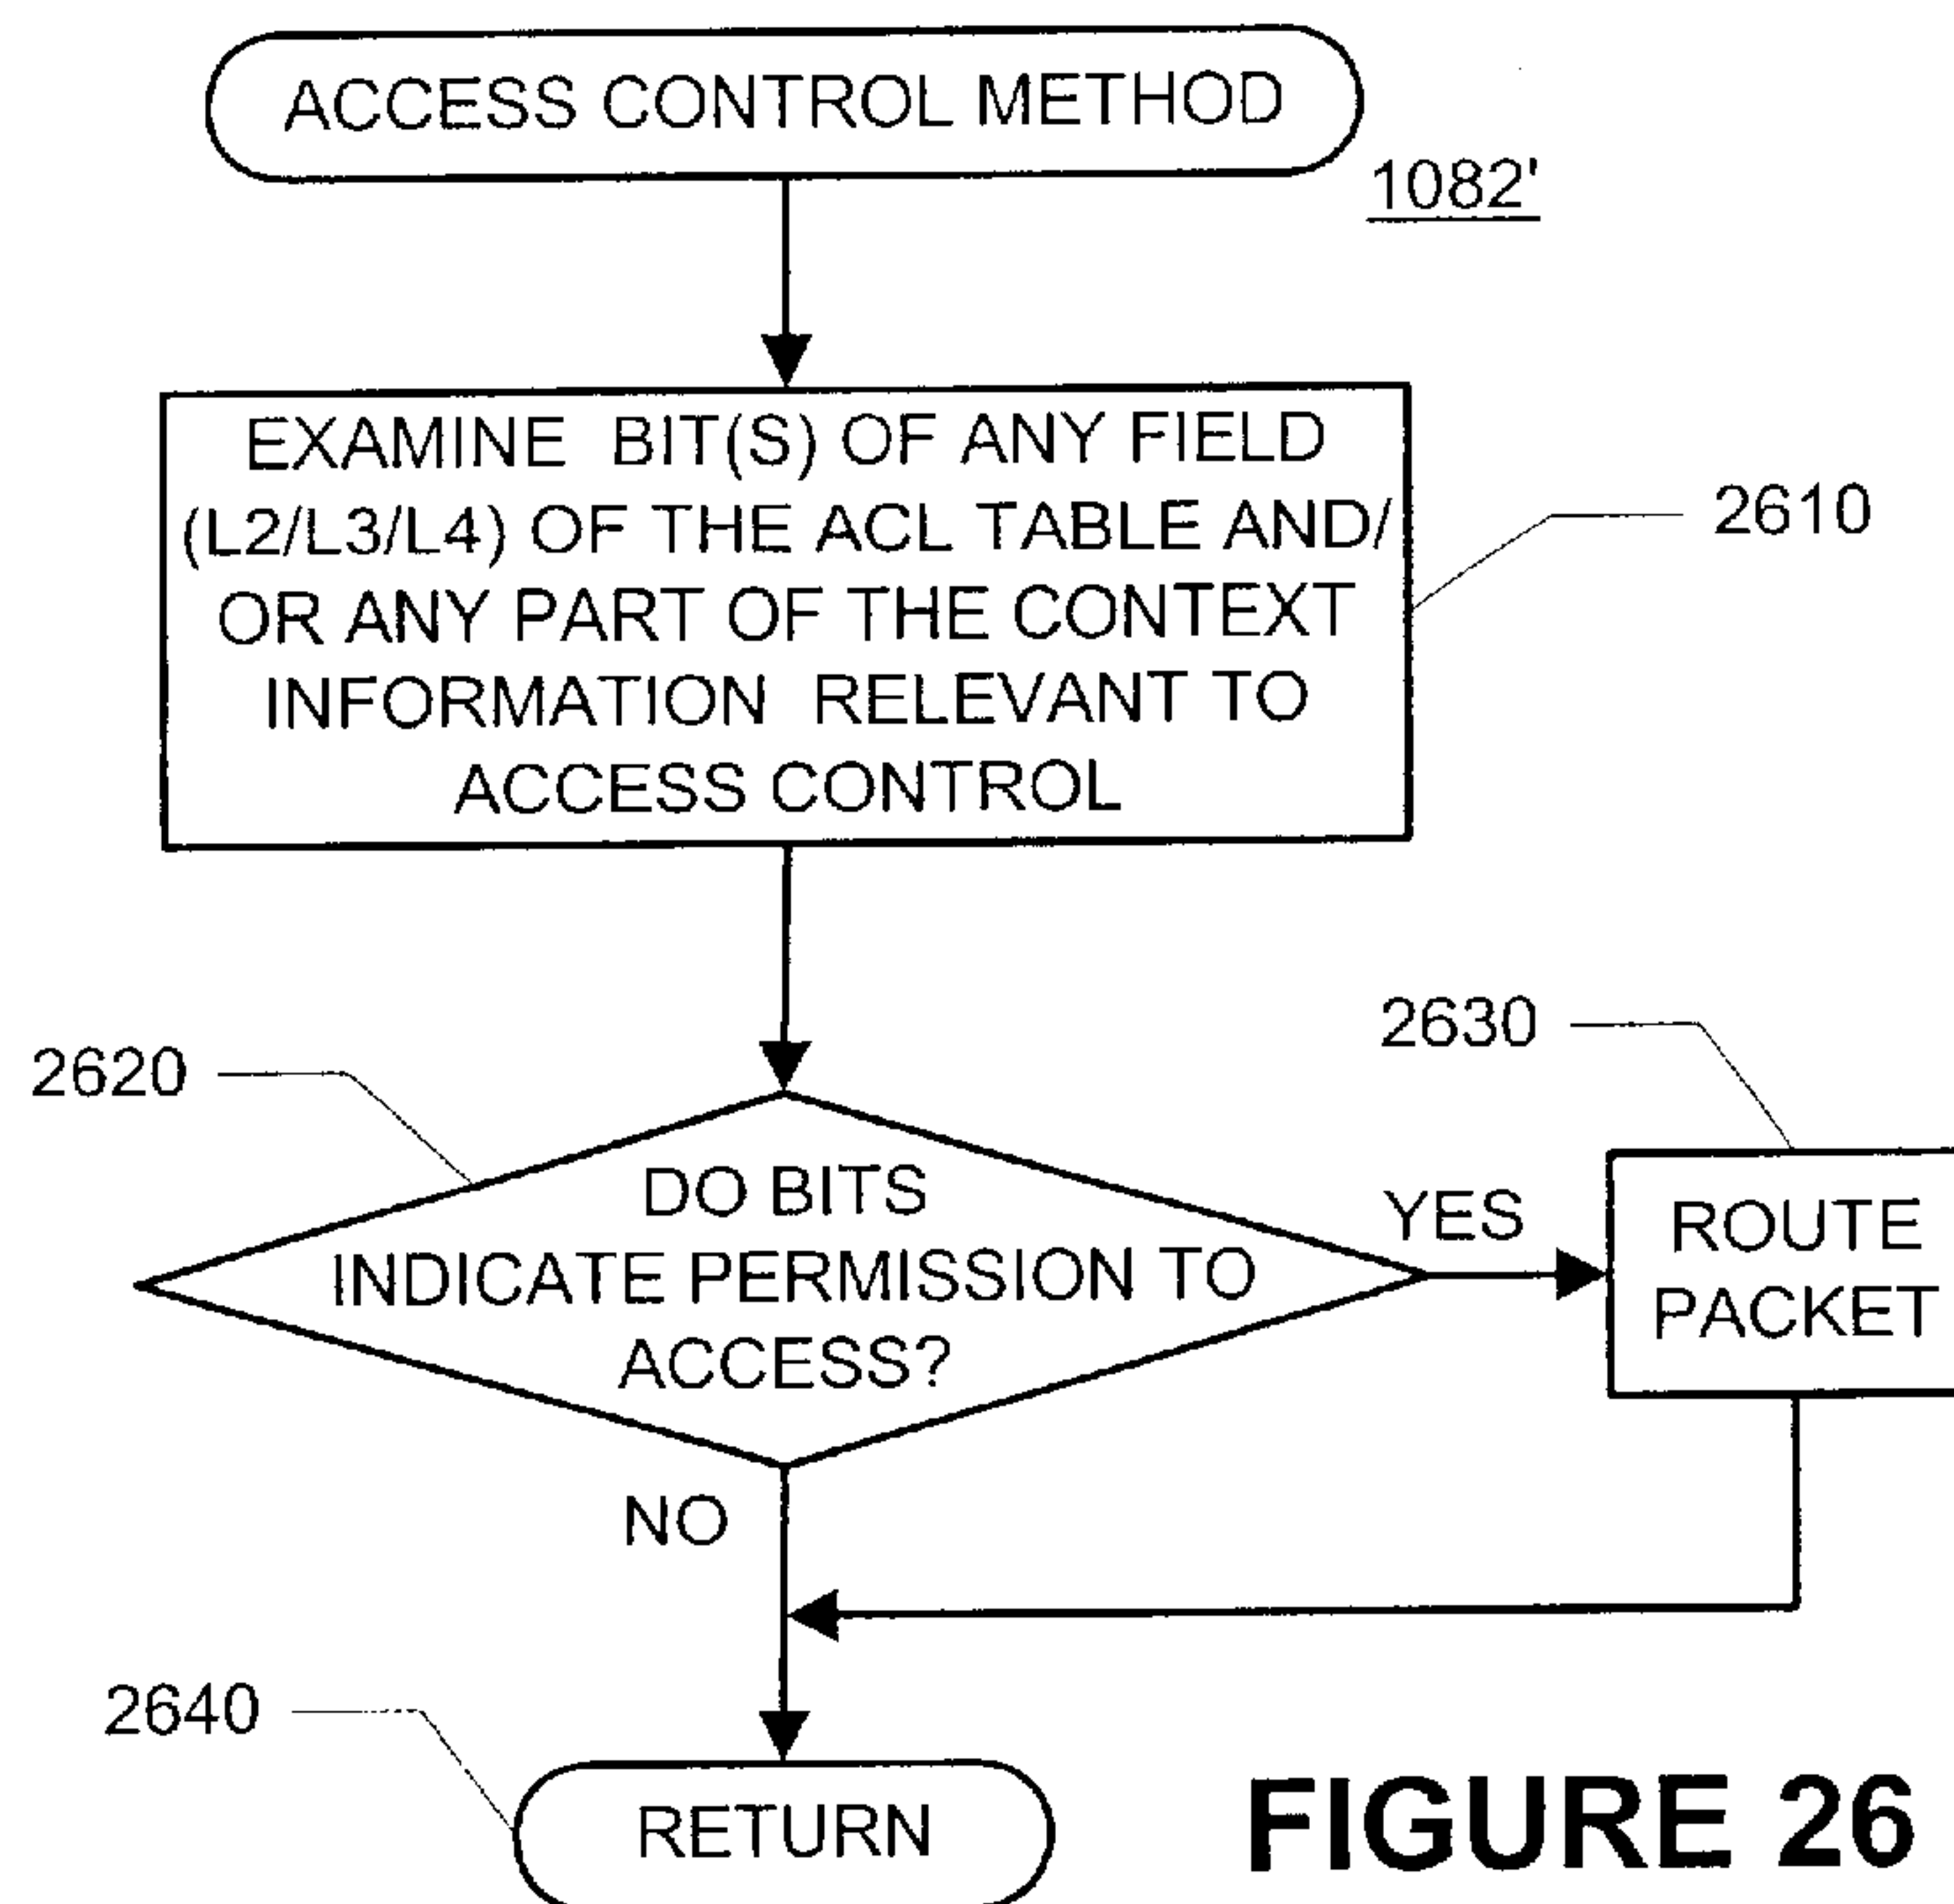 ACCESS CONTROL METHOD
1082'
EXAMINE BIT(S) OF ANY FIELD
(L2/L3/L4) OF THE ACL TABLE AND/
OR ANY PART OF THE CONTEXT
INFORMATION RELEVANT TO
ACCESS CONTROL
2610
2620
DO BITS
INDICATE PERMISSION TO
ACCESS?
YES
2630
ROUTE
PACKET
NO
2640
RETURN
FIGURE 26